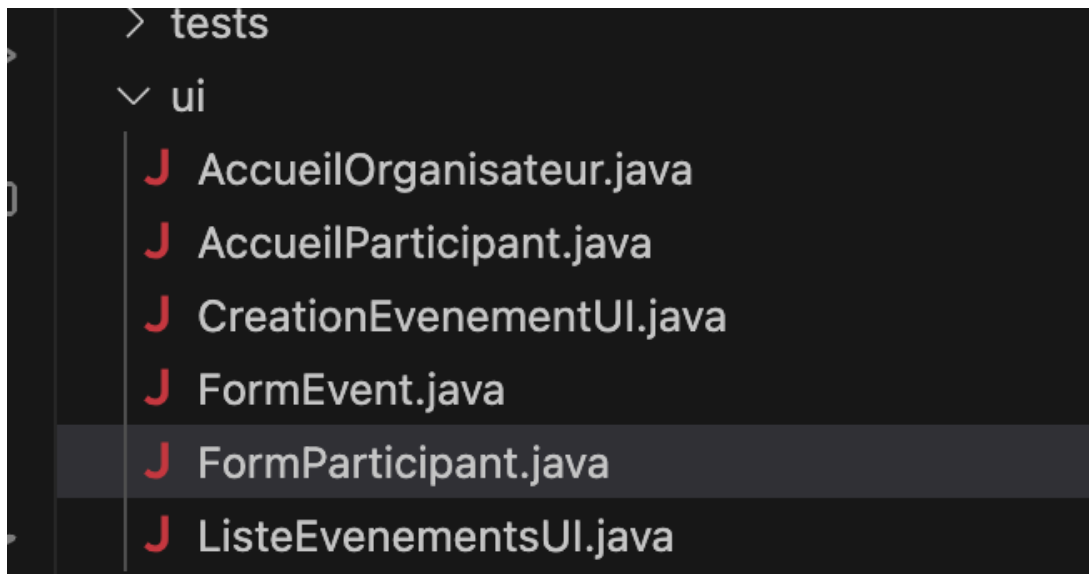 tests
ui
J AccueilOrganisateur.java
J AccueilParticipant.java
J CreationEvenementUI.java
J FormEvent.java
J FormParticipant.java
J ListeEvenementsUI.java